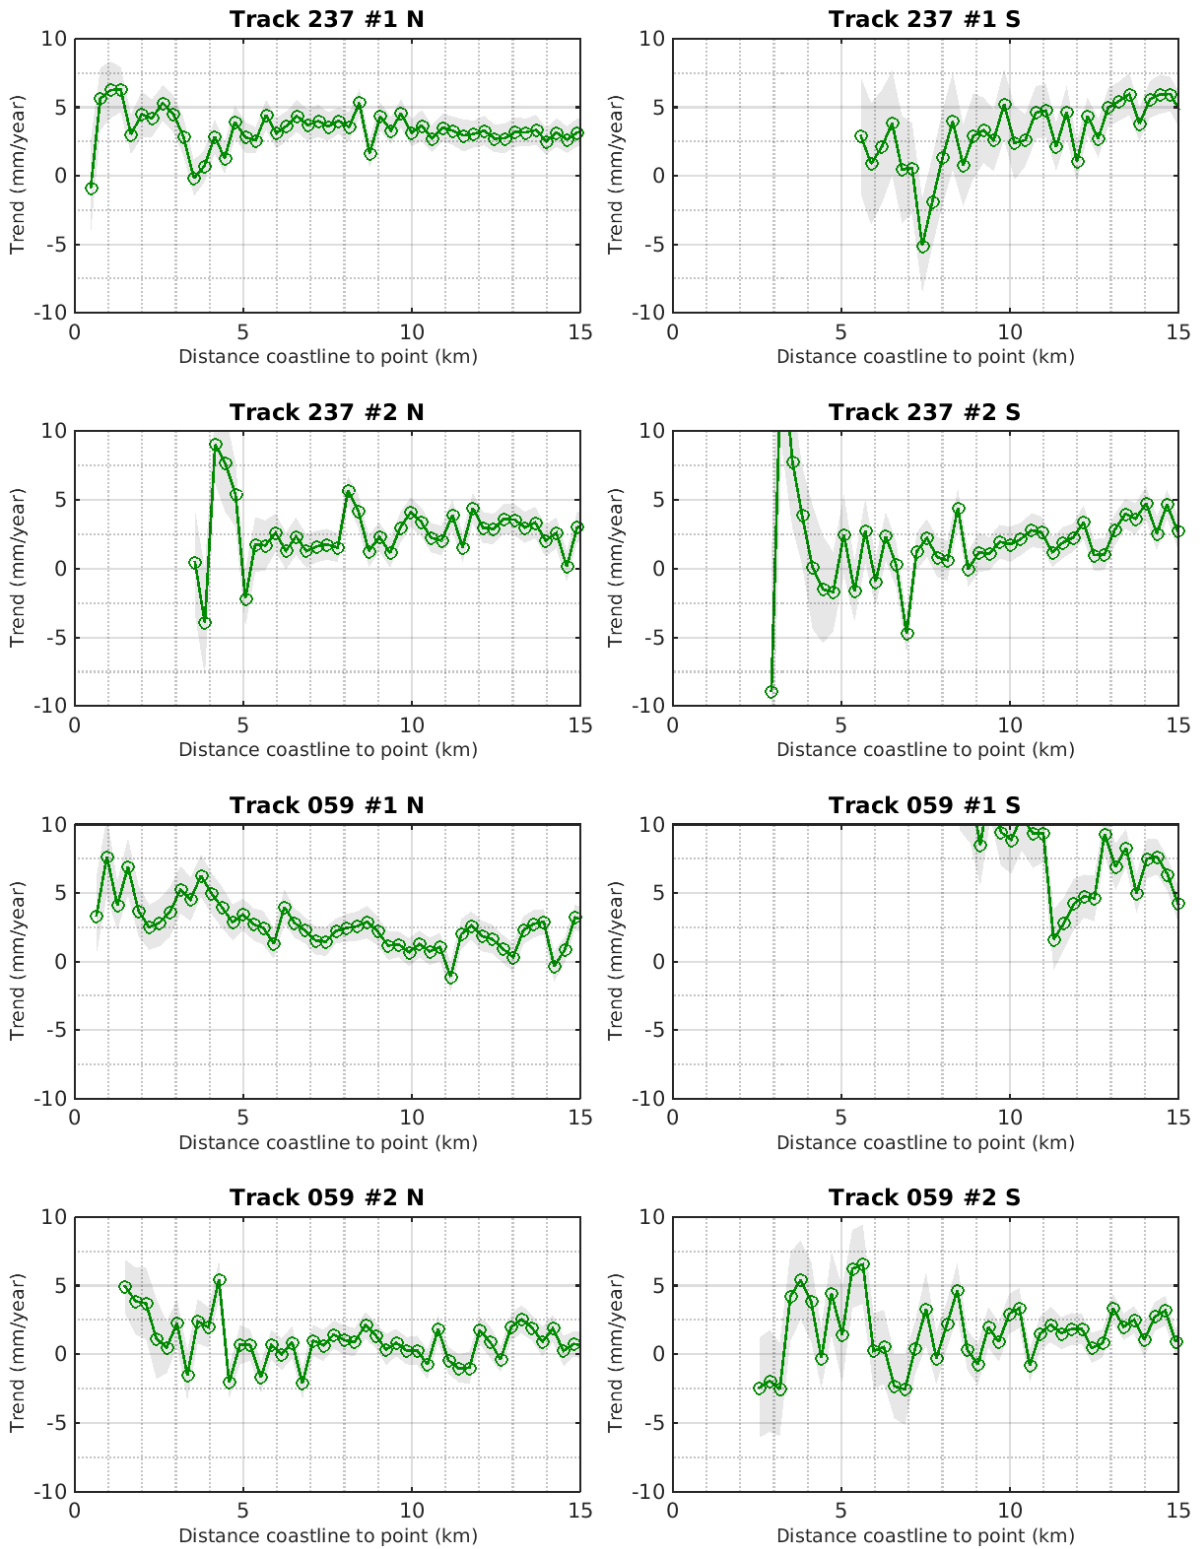 Track 237 #1 N
Trend (mm/year)
10
5
0
-5
-10
0 5 10 15
Distance coastline to point (km)
Track 237 #1 S
Trend (mm/year)
10
5
0
-5
-10
0 5 10 15
Distance coastline to point (km)
Track 237 #2 N
Trend (mm/year)
10
5
0
-5
-10
0 5 10 15
Distance coastline to point (km)
Track 237 #2 S
Trend (mm/year)
10
5
0
-5
-10
0 5 10 15
Distance coastline to point (km)
Track 059 #1 N
Trend (mm/year)
10
5
0
-5
-10
0 5 10 15
Distance coastline to point (km)
Track 059 #1 S
Trend (mm/year)
10
5
0
-5
-10
0 5 10 15
Distance coastline to point (km)
Track 059 #2 N
Trend (mm/year)
10
5
0
-5
-10
0 5 10 15
Distance coastline to point (km)
Track 059 #2 S
Trend (mm/year)
10
5
0
-5
-10
0 5 10 15
Distance coastline to point (km)